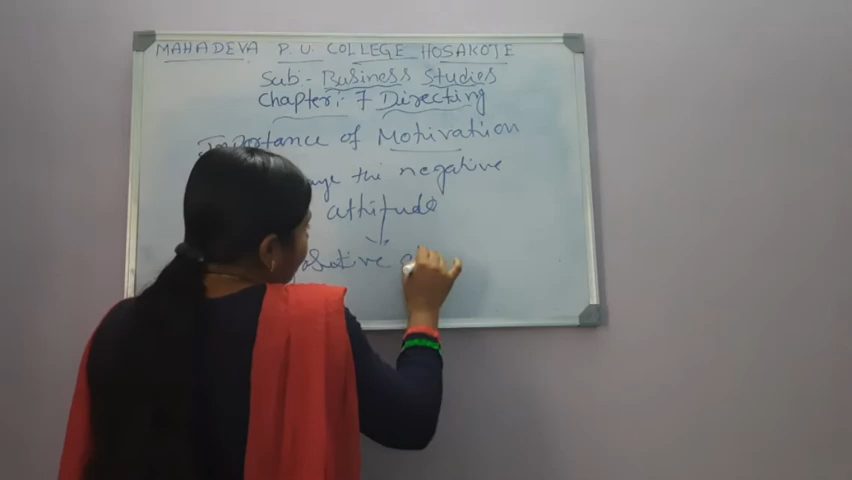 MAHADEVA P.U. COLLEGE HOSAKOTE
Sub - Business Studies
Chapter: 7 Directing
Importance of Motivation
the negative
attitude